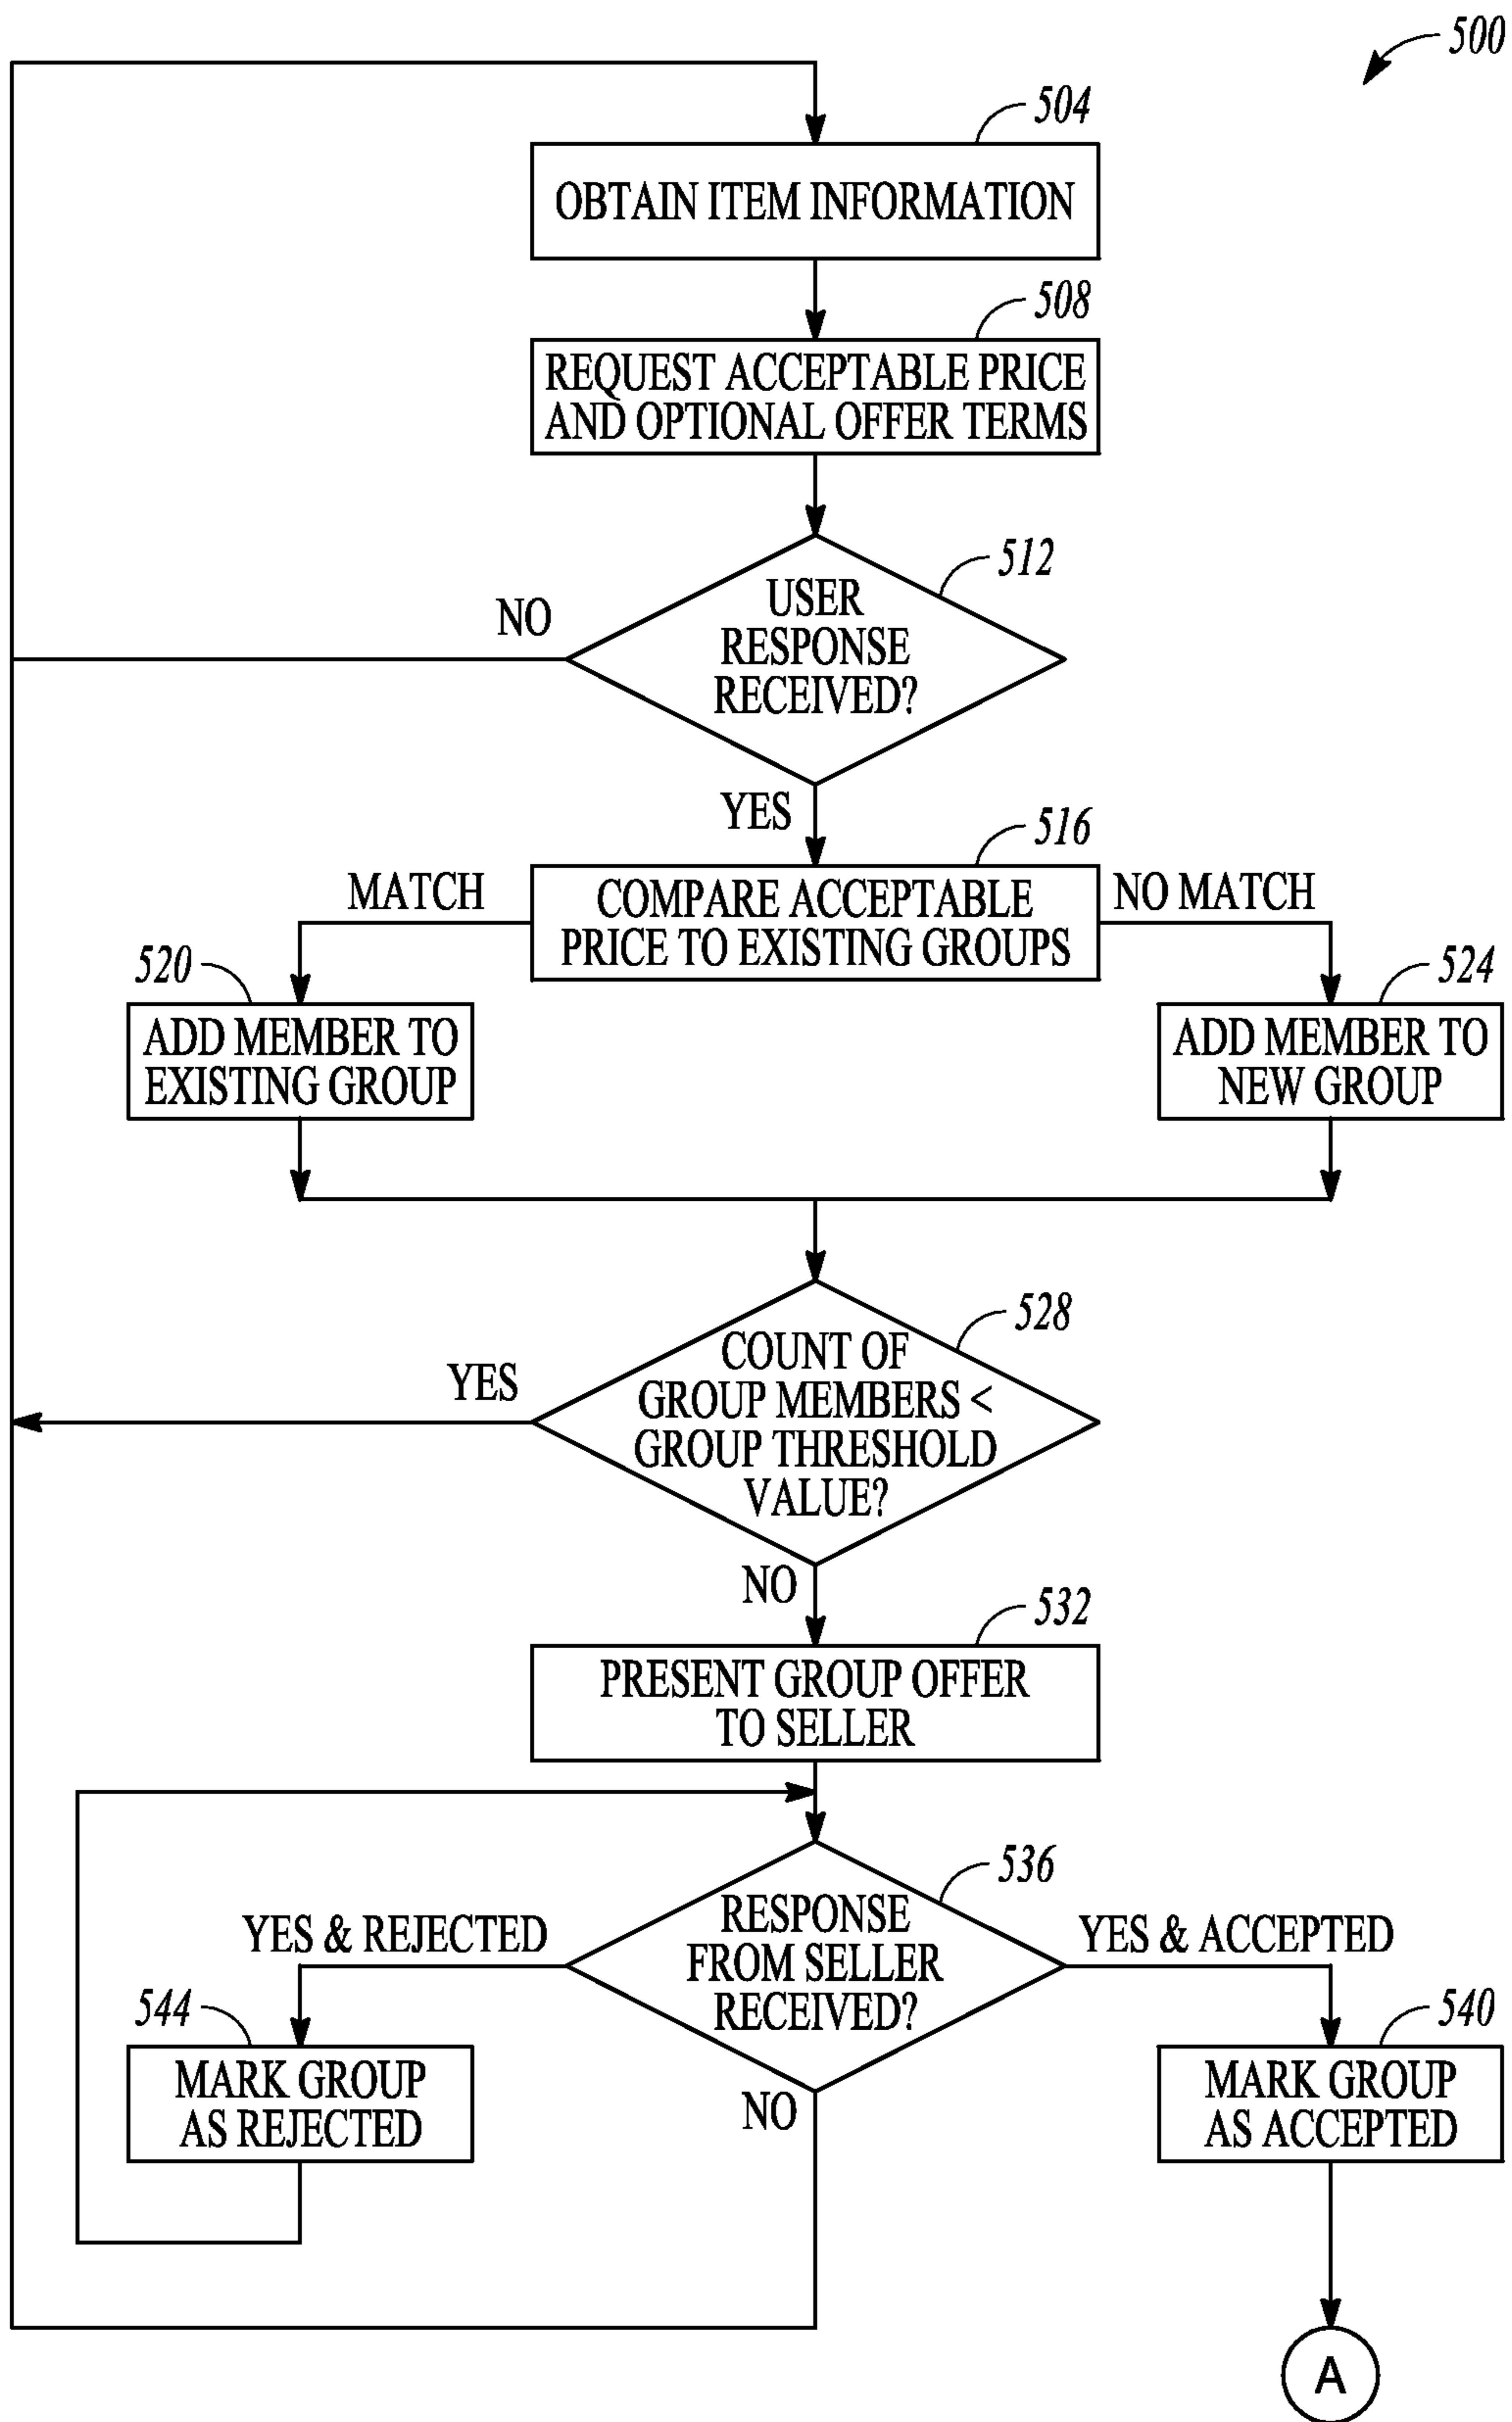 500
504
OBTAIN ITEM INFORMATION
508
REQUEST ACCEPTABLE PRICE
AND OPTIONAL OFFER TERMS
512
USER
RESPONSE
RECEIVED?
NO
YES
516
COMPARE ACCEPTABLE
PRICE TO EXISTING GROUPS
MATCH
NO MATCH
520
ADD MEMBER TO
EXISTING GROUP
524
ADD MEMBER TO
NEW GROUP
528
COUNT OF
GROUP MEMBERS <
GROUP THRESHOLD
VALUE?
YES
NO
532
PRESENT GROUP OFFER
TO SELLER
536
RESPONSE
FROM SELLER
RECEIVED?
YES & REJECTED
YES & ACCEPTED
544
MARK GROUP
AS REJECTED
NO
540
MARK GROUP
AS ACCEPTED
A